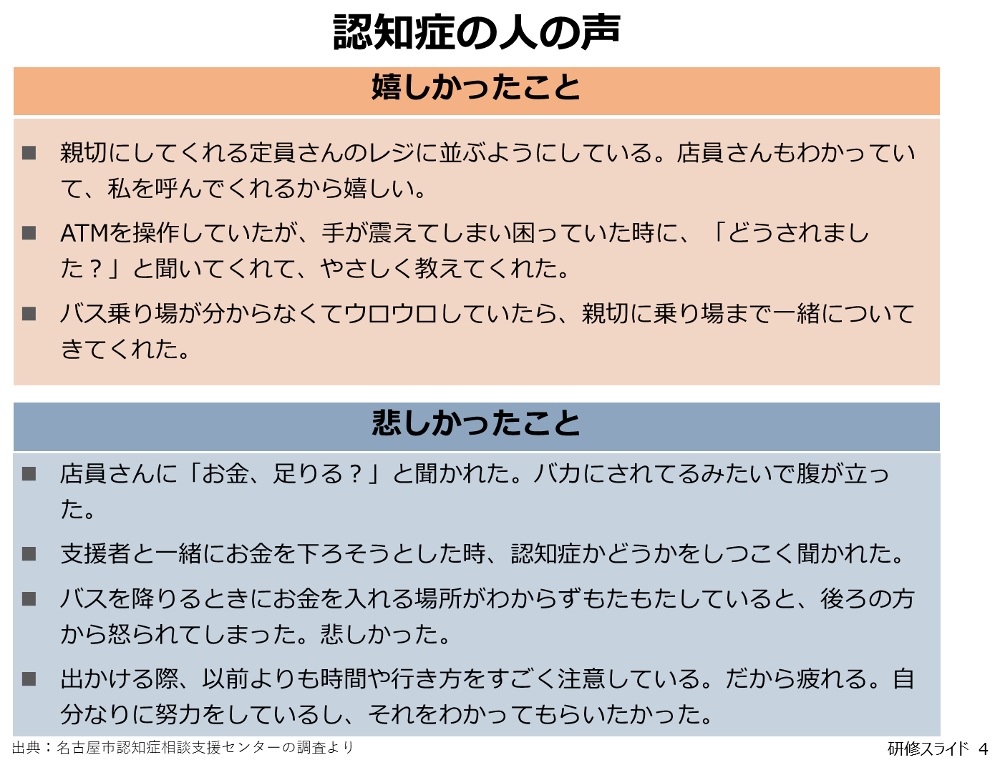 認知症の人の声
嬉しかったこと
■ 親切にしてくれる定員さんのレジに並ぶようにしている。店員さんもわかってい
て、私を呼んでくれるから嬉しい。
■ ATMを操作していたが、手が震えてしまい困っていた時に、「どうされまし
た？」と聞いてくれて、やさしく教えてくれた。
■ バス乗り場が分からなくてウロウロしていたら、親切に乗り場まで一緒について
きてくれた。
悲しかったこと
■ 店員さんに「お金、足りる？」と聞かれた。バカにされてるみたいで腹が立っ
た。
■ 支援者と一緒にお金を下ろそうとした時、認知症かどうかをしつこく聞かれた。
■ バスを降りるときにお金を入れる場所がわからずもたもたしていると、後ろの方
から怒られてしまった。悲しかった。
■ 出かける際、以前よりも時間や行き方をすごく注意している。だから疲れる。自
分なりに努力をしているし、それをわかってもらいたかった。
出典：名古屋市認知症相談支援センターの調査より
研修スライド 4